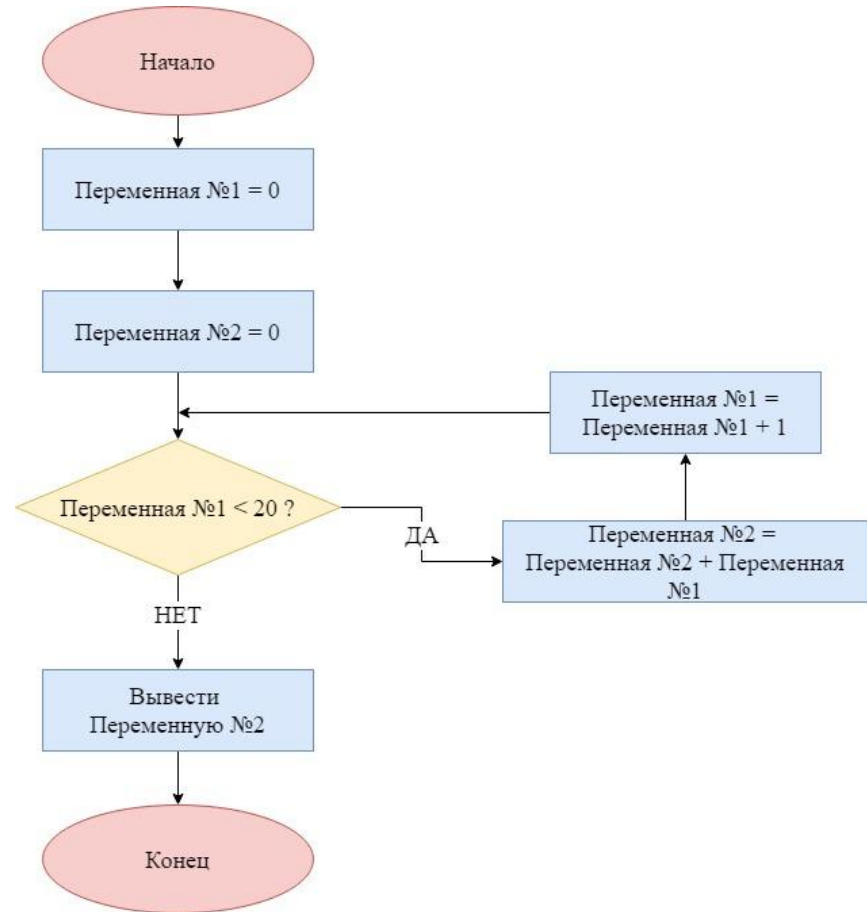 Начало
Переменная №1 = 0
Переменная №2 = 0
Переменная №1 =
Переменная №1 + 1
Переменная №1 < 20 ?
ДА
Переменная №2 =
Переменная №2 + Переменная
№1
НЕТ
Вывести
Переменную №2
Конец